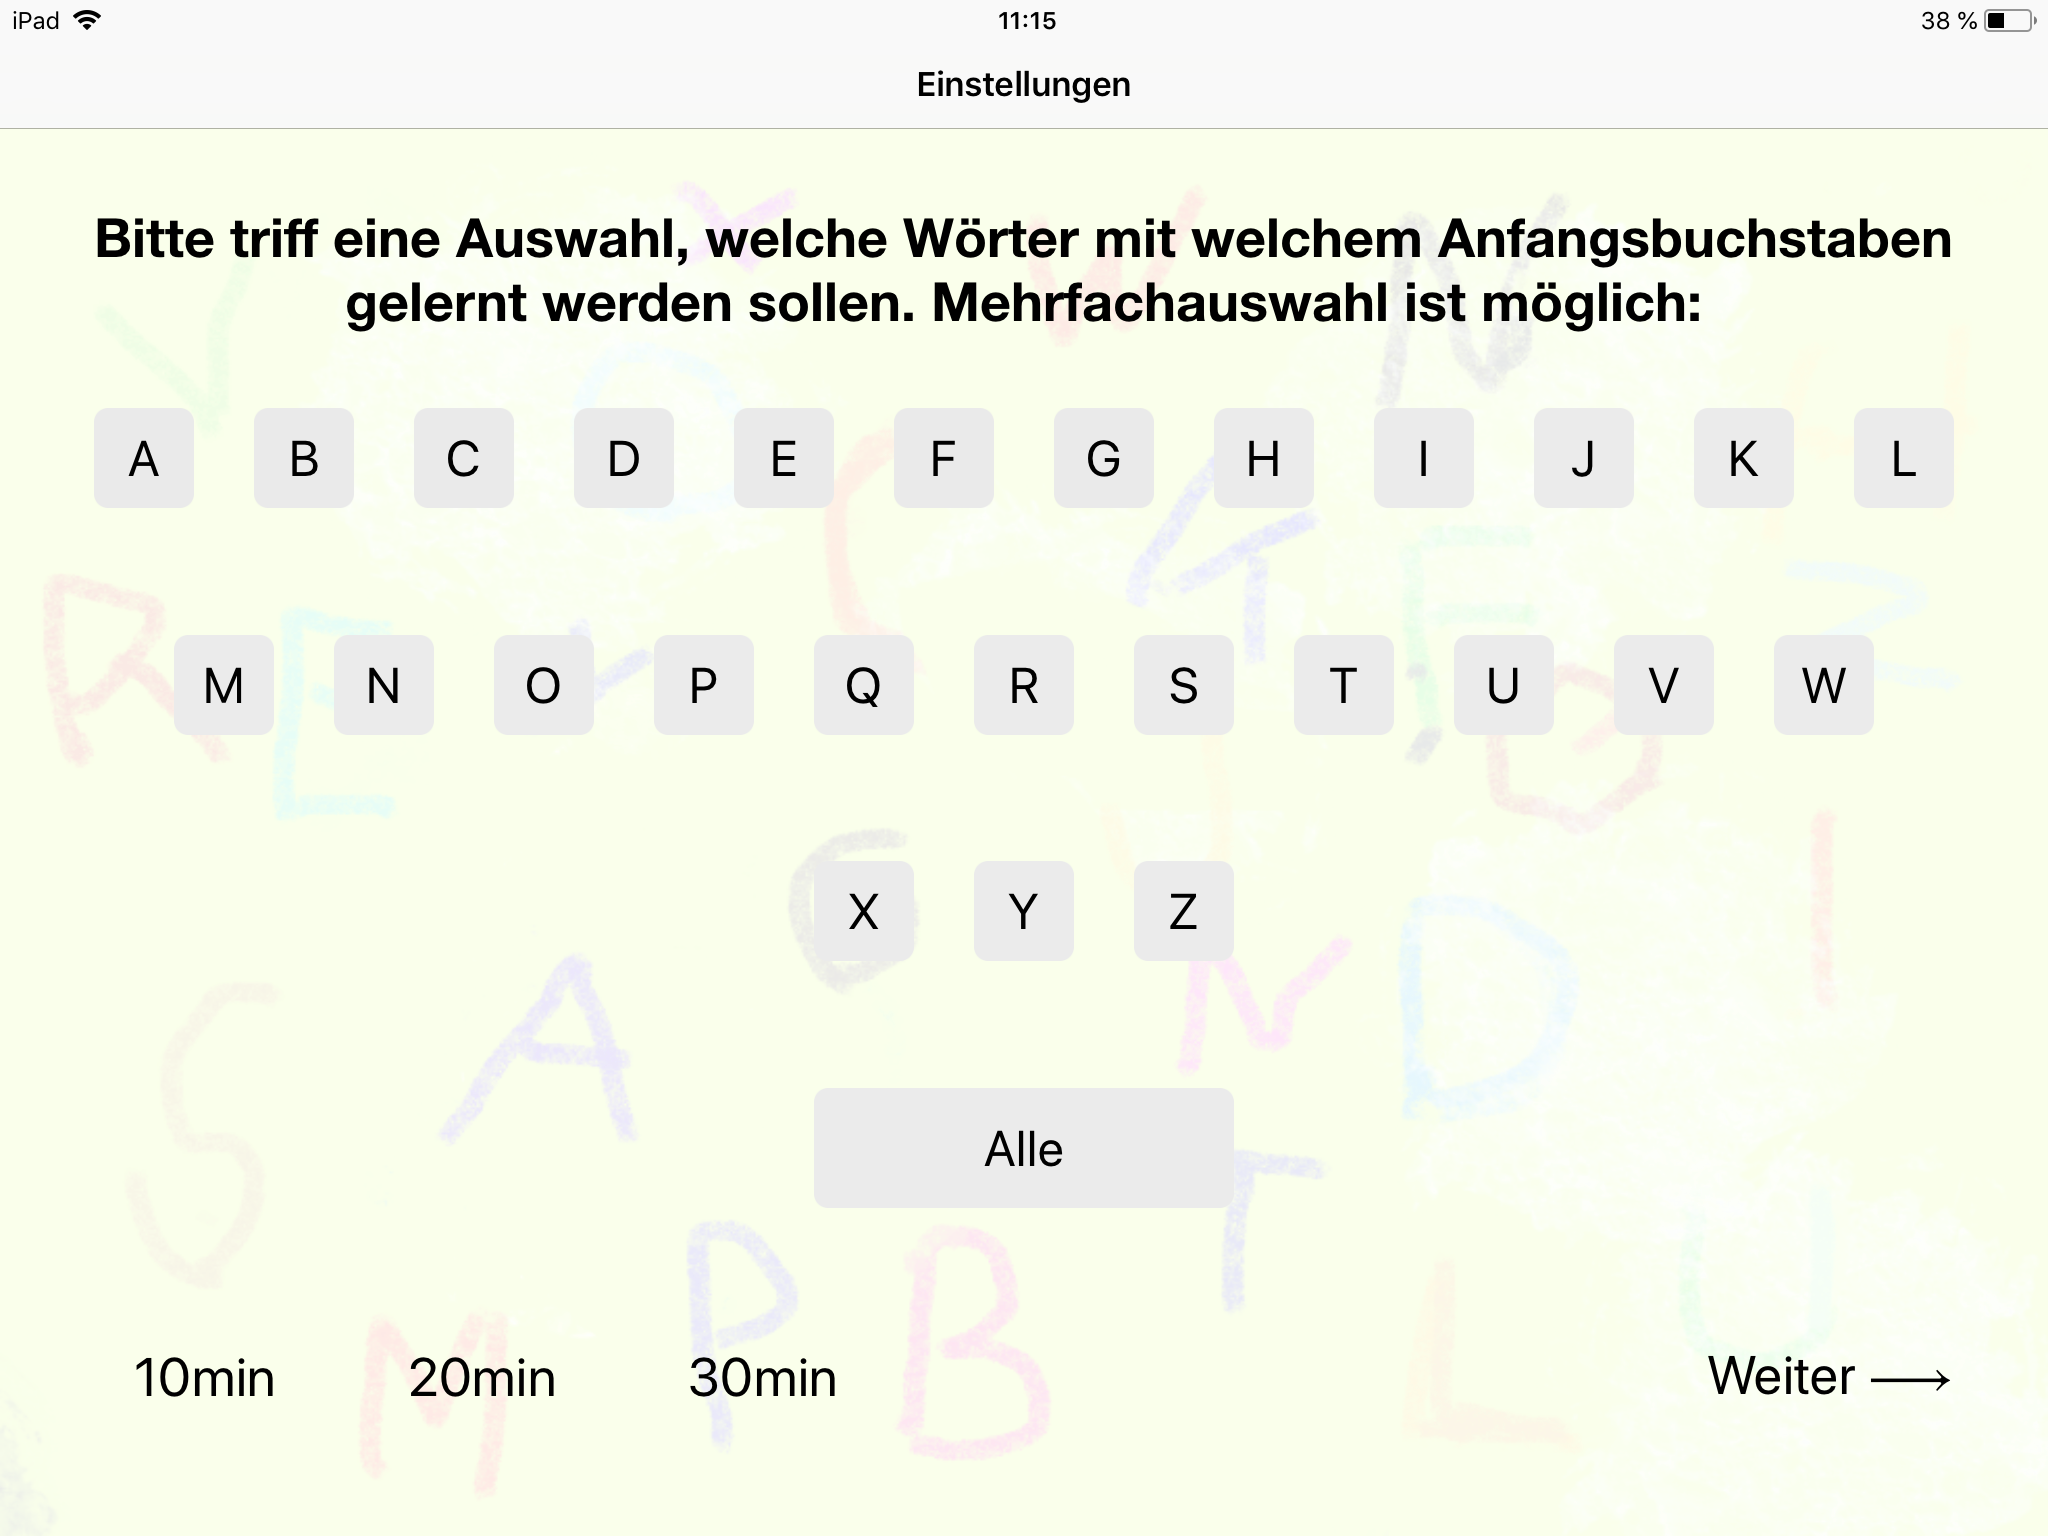 iPad 11:15 38 %
Einstellungen
Bitte triff eine Auswahl, welche Wörter mit welchem Anfangsbuchstaben
gelernt werden sollen. Mehrfachauswahl ist möglich:
A B C D E F G H I J K L
M N O P Q R S T U V W
X Y Z
Alle
10min 20min 30min Weiter ⟶